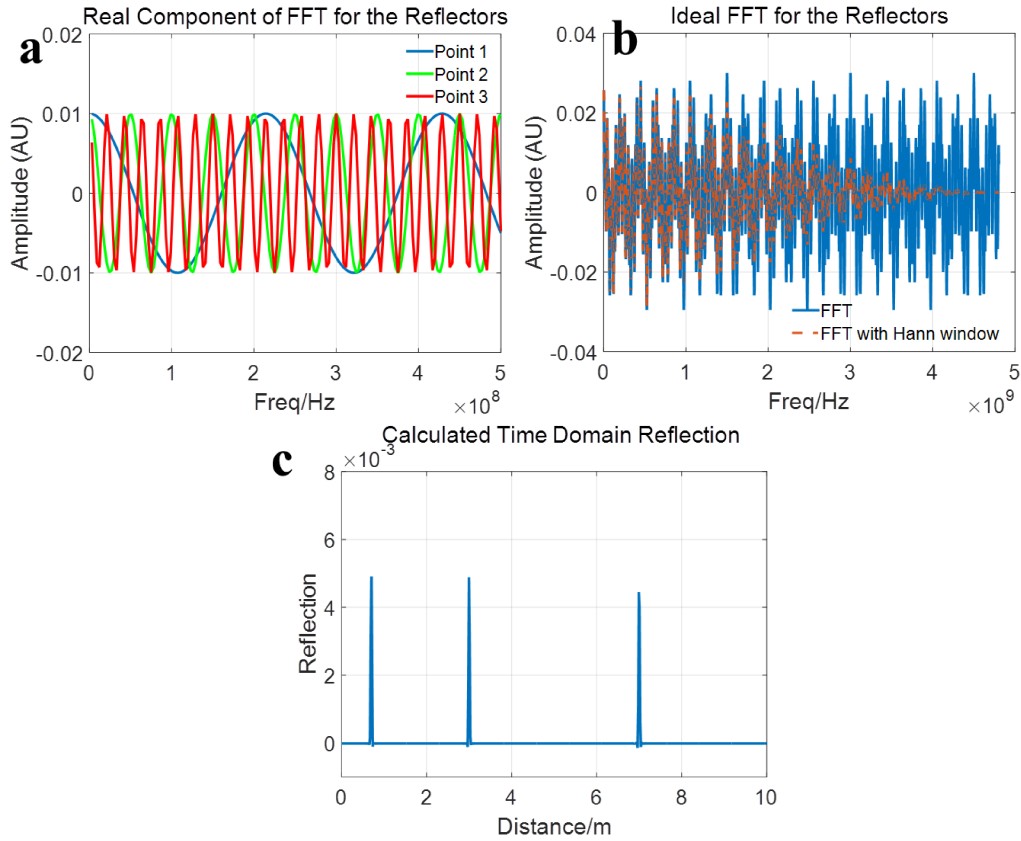 a
Real Component of FFT for the Reflectors
0.02
0.01
0
-0.01
-0.02
Amplitude (AU)
Point 1
Point 2
Point 3
0 1 2 3 4 5
Freq/Hz
×10⁸
b
Ideal FFT for the Reflectors
0.04
0.02
0
-0.02
-0.04
Amplitude (AU)
FFT
FFT with Hann window
0 1 2 3 4 5
Freq/Hz
×10⁹
c
Calculated Time Domain Reflection
×10⁻³
8
6
4
2
0
Reflection
0 2 4 6 8 10
Distance/m